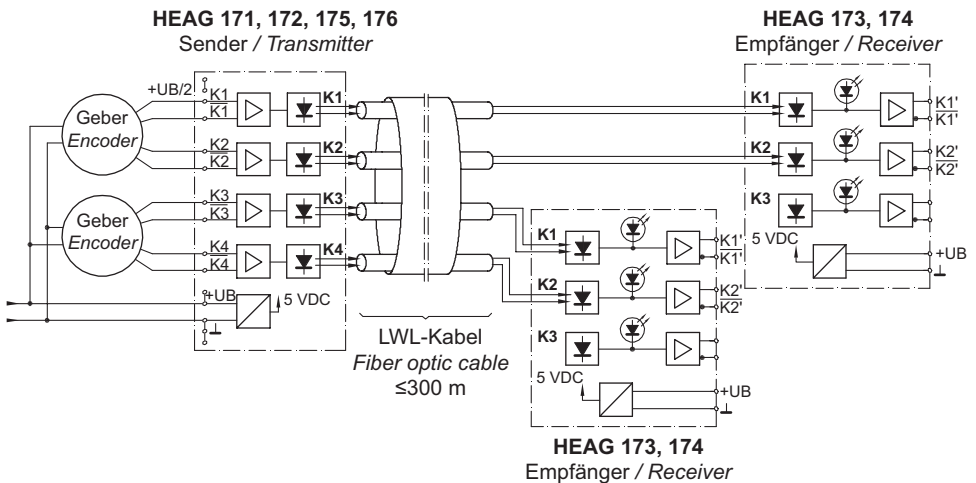 HEAG 171, 172, 175, 176
Sender / Transmitter
HEAG 173, 174
Empfänger / Receiver
+UB/2
K1
K1
K2
K2
K3
K3
K4
K4
+UB
5 VDC
Geber
Encoder
Geber
Encoder
K1
K2
K3
K4
LWL-Kabel
Fiber optic cable
≤300 m
K1
K2
K3
5 VDC
K1'
K1'
K2'
K2'
+UB
K1
K2
K3
5 VDC
K1'
K1'
K2'
K2'
+UB
HEAG 173, 174
Empfänger / Receiver